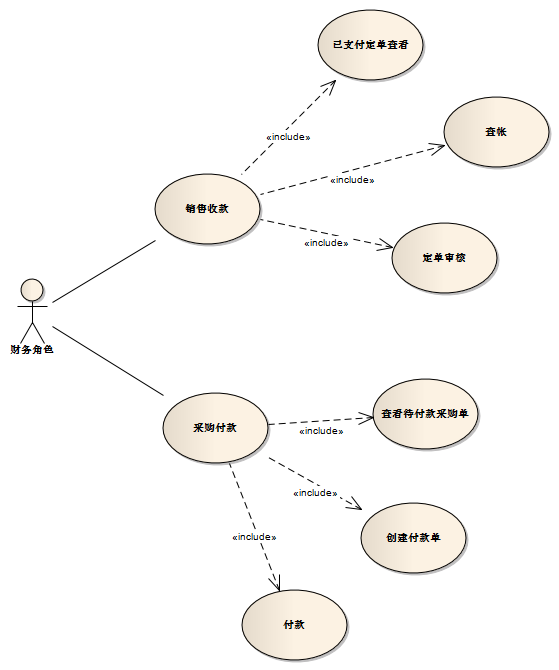 已支付定单查看
«include»
查帐
«include»
销售收款
«include»
定单审核
财务角色
查看待付款采购单
采购付款
«include»
«include»
创建付款单
«include»
付款